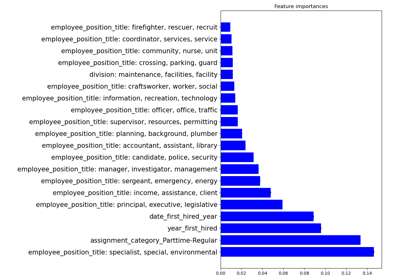 Feature importances
employee_position_title: firefighter, rescuer, recruit
employee_position_title: coordinator, services, service
employee_position_title: community, nurse, unit
employee_position_title: crossing, parking, guard
division: maintenance, facilities, facility
employee_position_title: craftsworker, worker, social
employee_position_title: information, recreation, technology
employee_position_title: officer, office, traffic
employee_position_title: supervisor, resources, permitting
employee_position_title: planning, background, plumber
employee_position_title: accountant, assistant, library
employee_position_title: candidate, police, security
employee_position_title: manager, investigator, management
employee_position_title: sergeant, emergency, energy
employee_position_title: income, assistance, client
employee_position_title: principal, executive, legislative
date_first_hired_year
year_first_hired
assignment_category_Parttime-Regular
employee_position_title: specialist, special, environmental
0.00 0.02 0.04 0.06 0.08 0.10 0.12 0.14